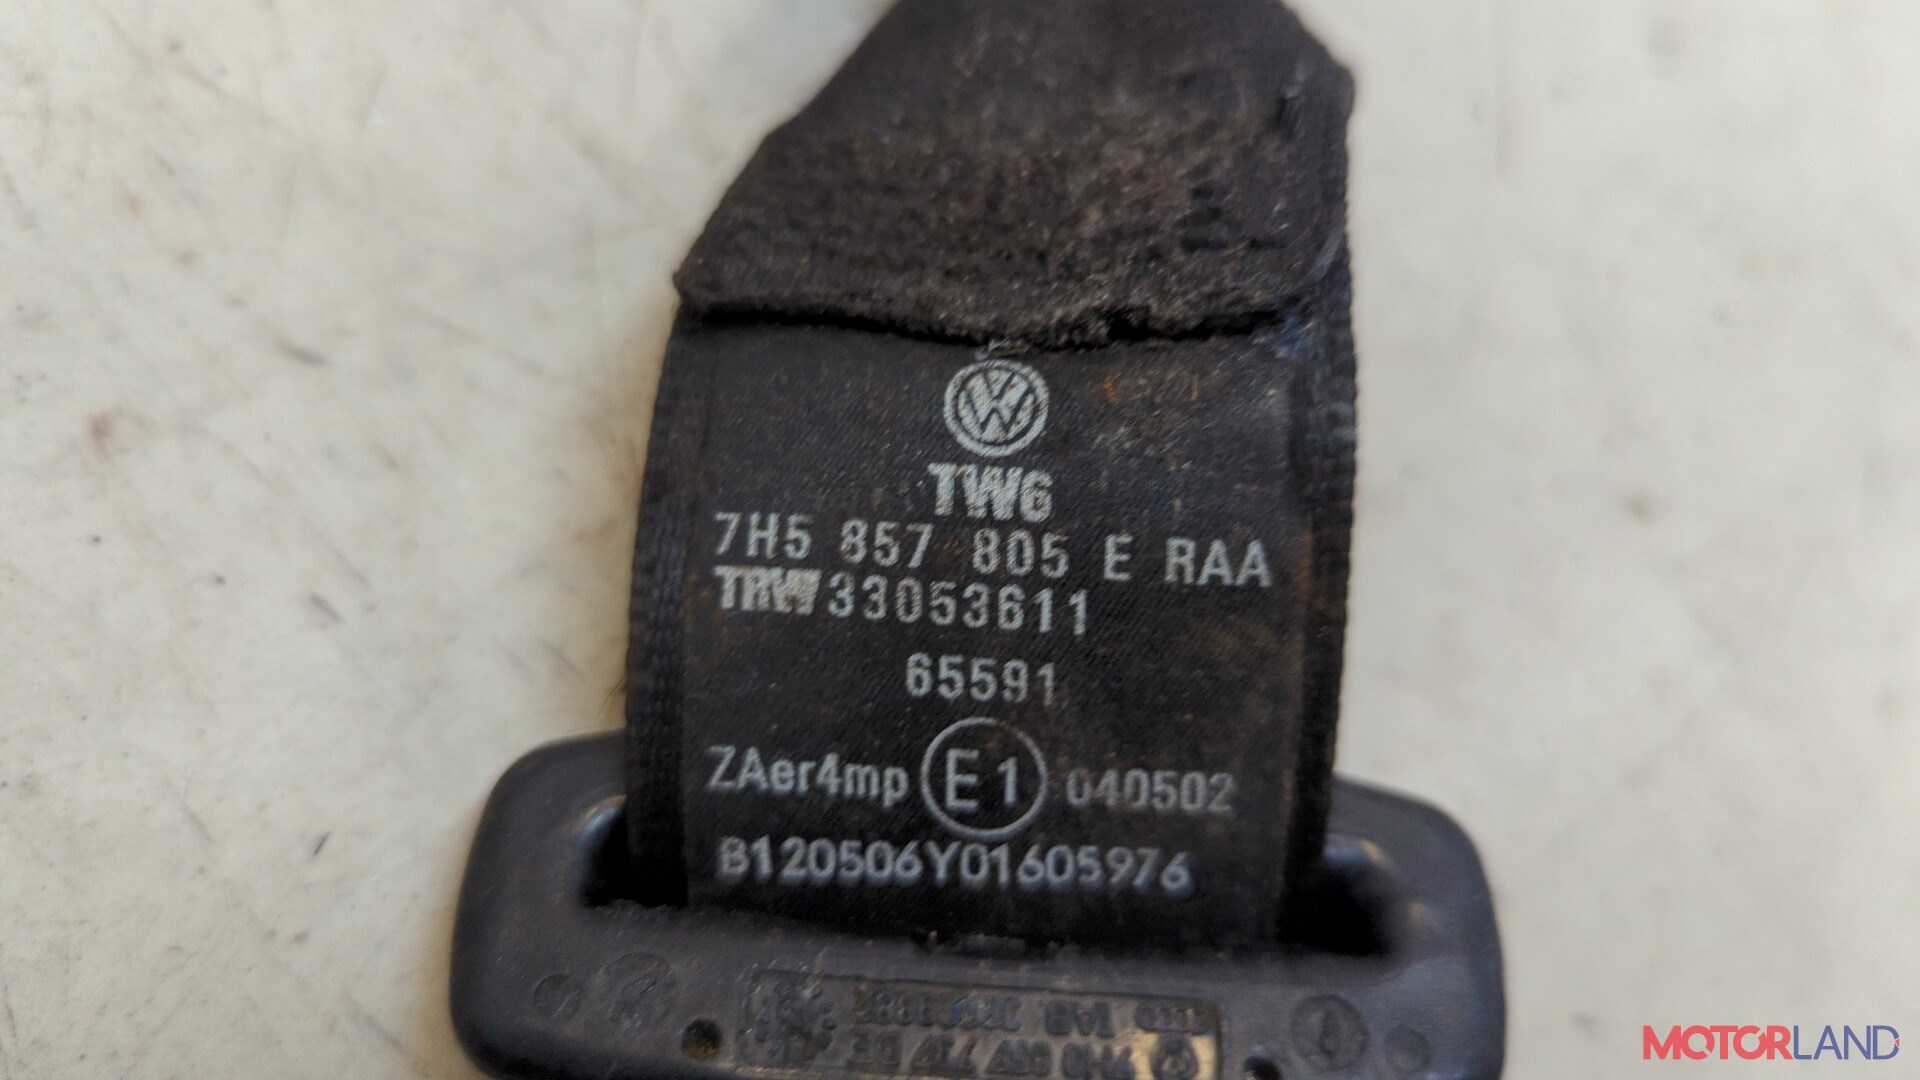 TWG
7H5 857 805 E RAA
TRW 33053611
65591
ZAer4mp E1 040502
B120506Y01605976
MOTORLAND